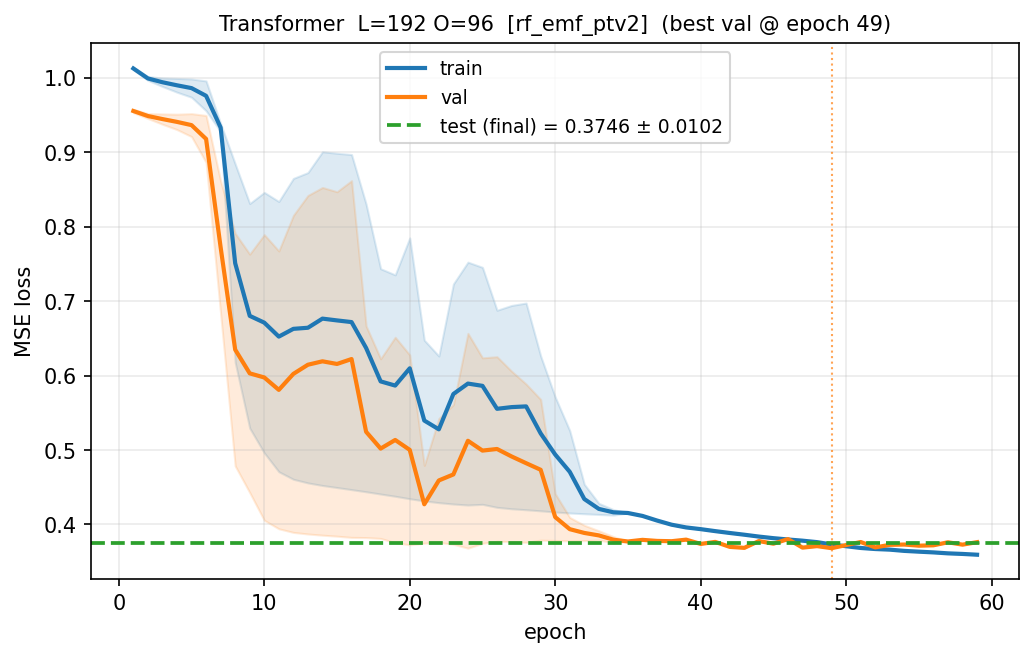 Transformer  L=192 O=96  [rf_emf_ptv2]  (best val @ epoch 49)
train
val
test (final) = 0.3746 ± 0.0102
MSE loss
1.0
0.9
0.8
0.7
0.6
0.5
0.4
0
10
20
30
40
50
60
epoch